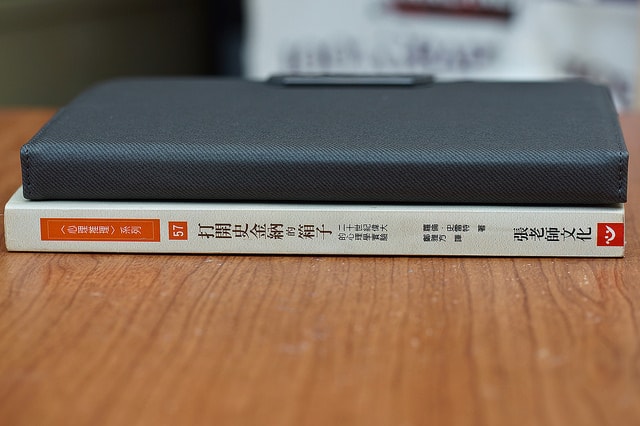 〈心理推理〉系列
57
打開史金納的箱子
二十世紀偉大
的心理學實驗
蘿倫．史雷特 著
鄭雅方 譯
張老師文化